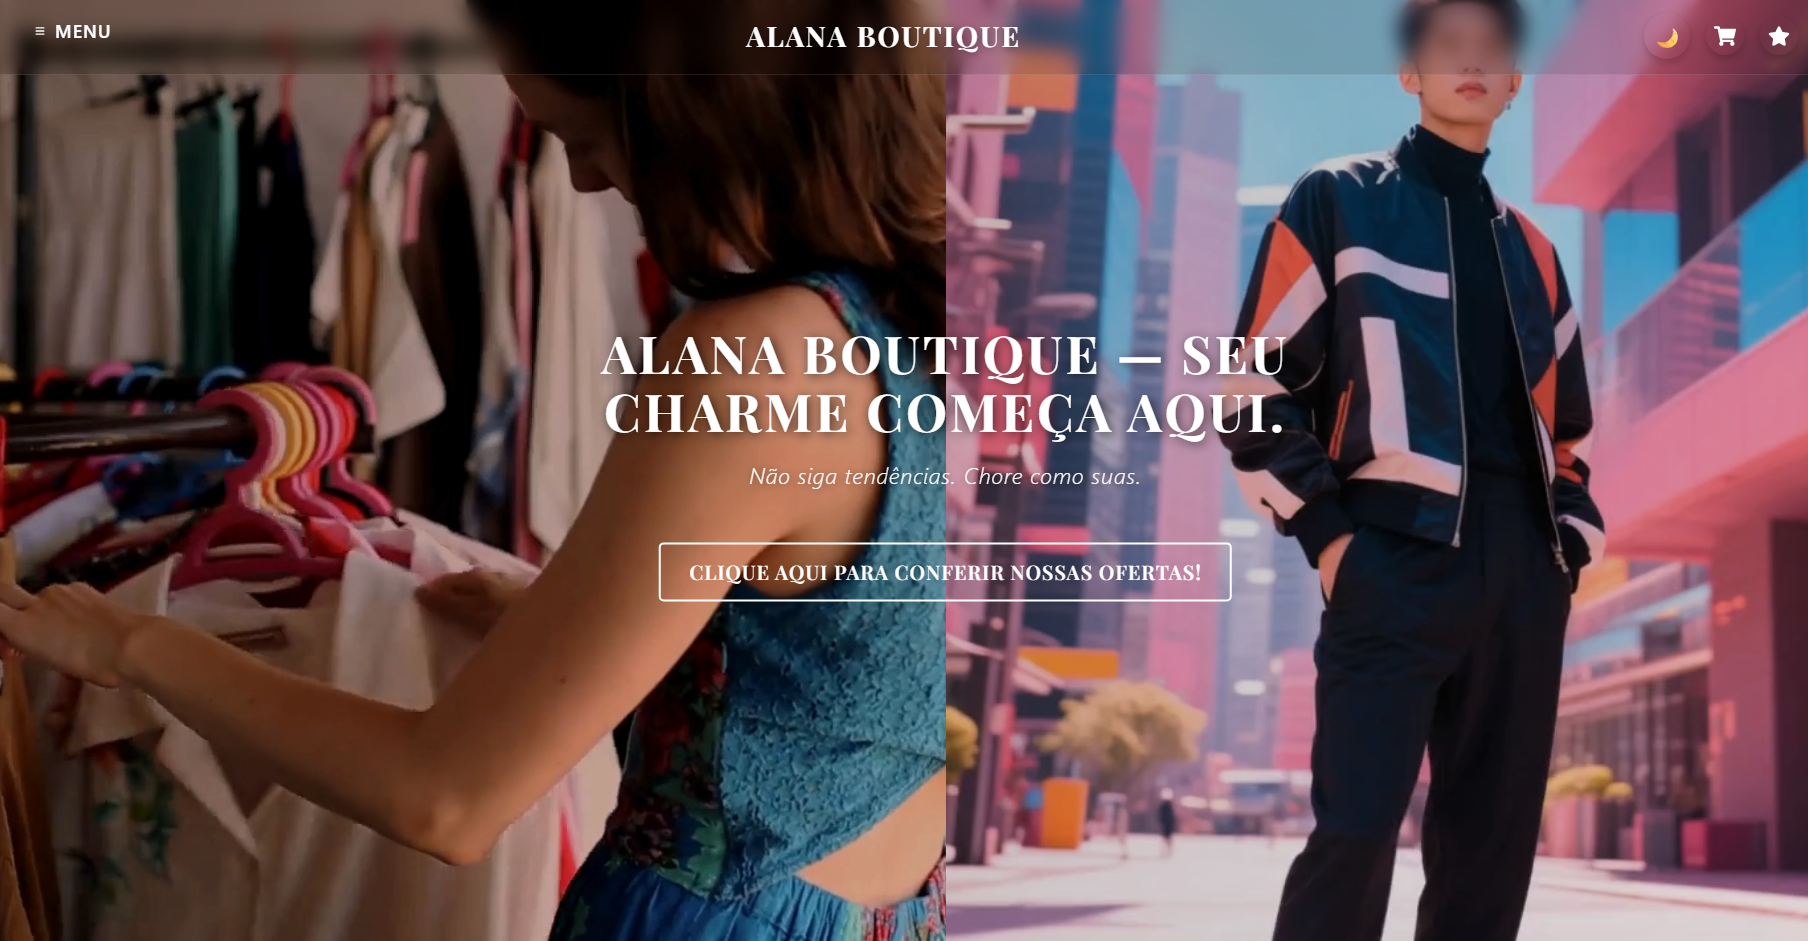 ≡ MENU
ALANA BOUTIQUE
ALANA BOUTIQUE — SEU
CHARME COMEÇA AQUI.
Não siga tendências. Chore como suas.
CLIQUE AQUI PARA CONFERIR NOSSAS OFERTAS!